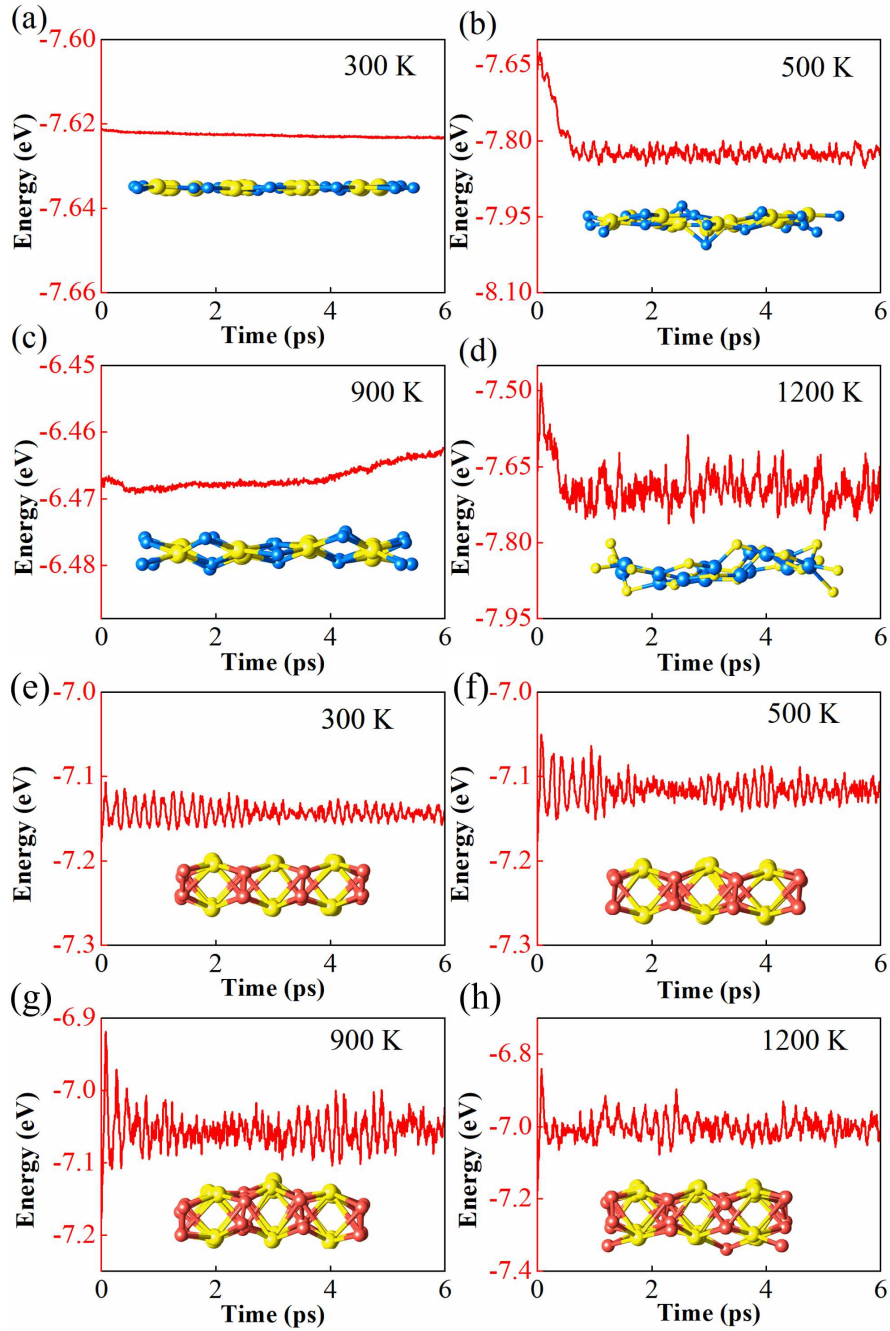 (a)
-7.60
300 K
-7.62
-7.64
-7.66
Energy (eV)
0
2
4
6
Time (ps)
(b)
-7.65
500 K
-7.80
-7.95
-8.10
Energy (eV)
0
2
4
6
Time (ps)
(c)
-6.45
900 K
-6.46
-6.47
-6.48
Energy (eV)
0
2
4
6
Time (ps)
(d)
-7.50
1200 K
-7.65
-7.80
-7.95
Energy (eV)
0
2
4
6
Time (ps)
(e)
-7.0
300 K
-7.1
-7.2
-7.3
Energy (eV)
0
2
4
6
Time (ps)
(f)
-7.0
500 K
-7.1
-7.2
-7.3
Energy (eV)
0
2
4
6
Time (ps)
(g)
-6.9
900 K
-7.0
-7.1
-7.2
Energy (eV)
0
2
4
6
Time (ps)
(h)
-6.8
1200 K
-7.0
-7.2
-7.4
Energy (eV)
0
2
4
6
Time (ps)